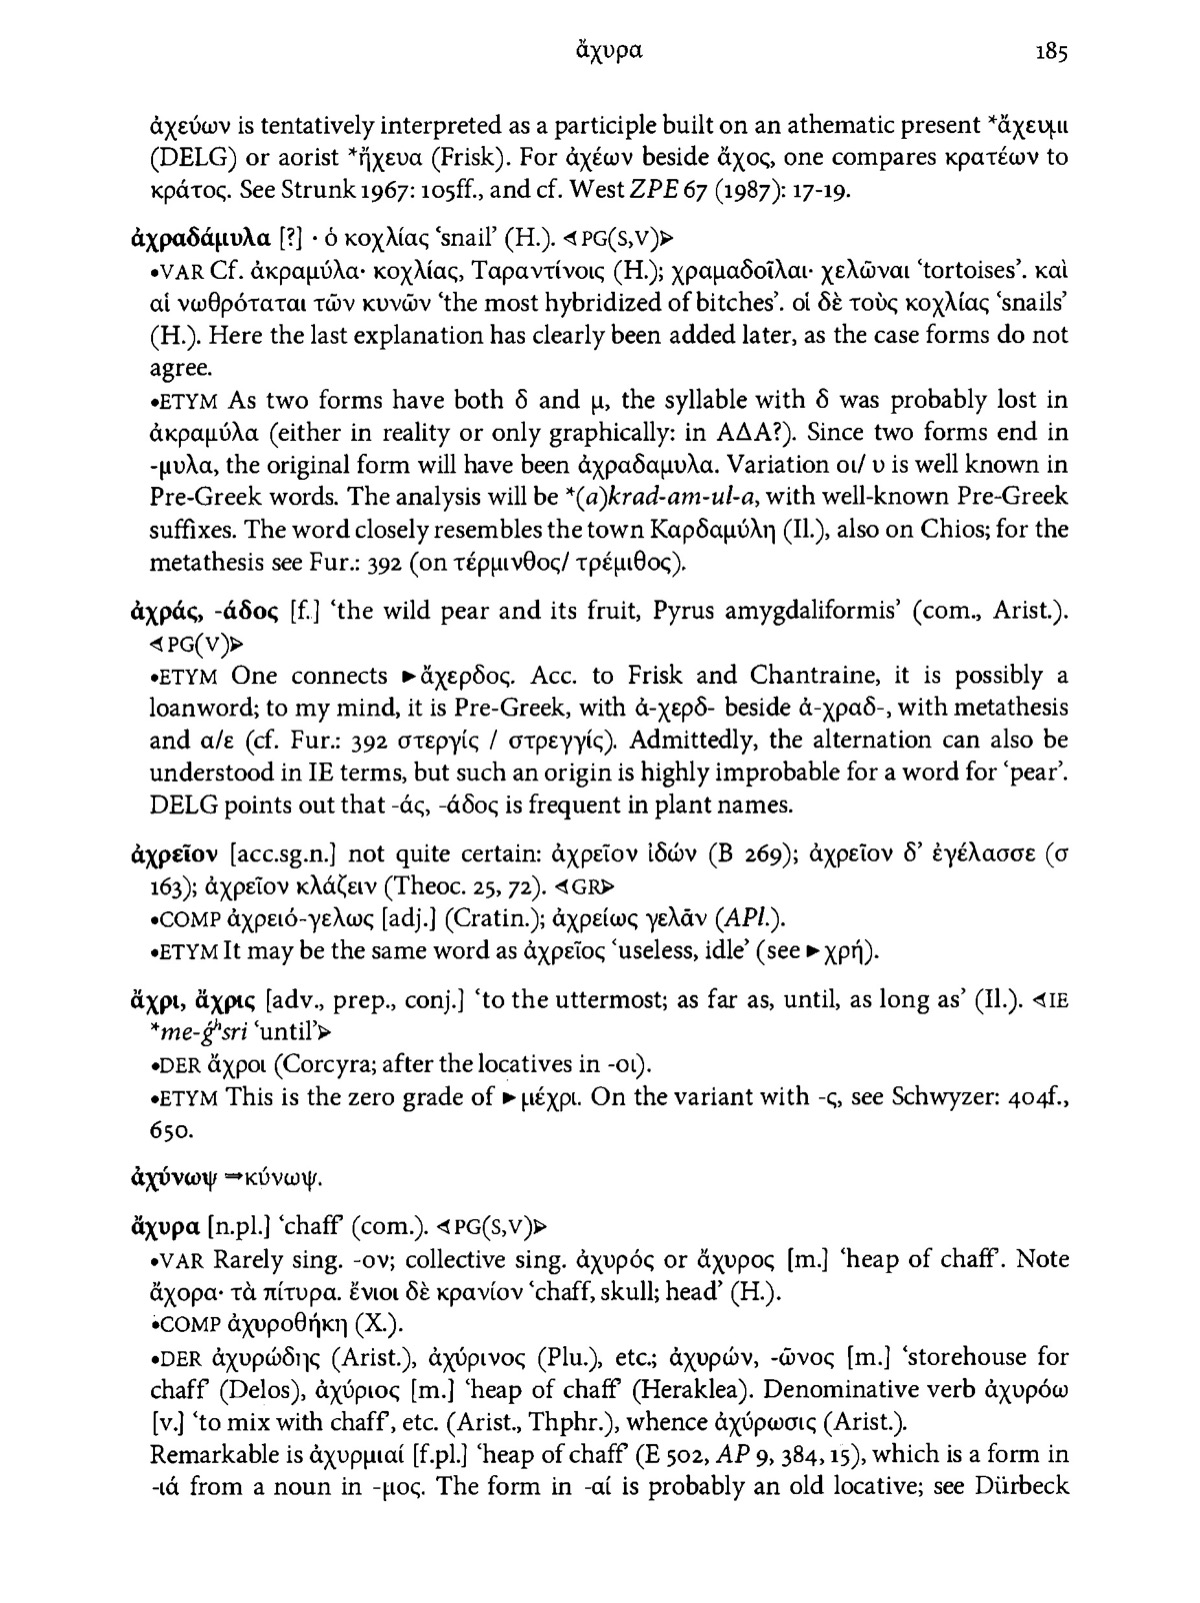 ἄχυρα 185
ἀχεύων is tentatively interpreted as a participle built on an athematic present *ἄχευμι
(DELG) or aorist *ἤχευα (Frisk). For ἀχέων beside ἄχος, one compares κρατέων to
κράτος. See Strunk 1967: 105ff., and cf. West ZPE 67 (1987): 17-19.
ἀχραδάμυλα [?] · ὁ κοχλίας ‘snail’ (H.). ⋖PG(S,V)⋗
•VAR Cf. ἀκραμύλα· κοχλίας, Ταραντίνοις (H.); χραμαδοῖλαι· χελῶναι ‘tortoises’. καὶ
αἱ νωθρόταται τῶν κυνῶν ‘the most hybridized of bitches’. οἱ δὲ τοὺς κοχλίας ‘snails’
(H.). Here the last explanation has clearly been added later, as the case forms do not
agree.
•ETYM As two forms have both δ and μ, the syllable with δ was probably lost in
ἀκραμύλα (either in reality or only graphically: in ΑΔΑ?). Since two forms end in
-μυλα, the original form will have been ἀχραδαμυλα. Variation οι/ υ is well known in
Pre-Greek words. The analysis will be *(a)krad-am-ul-a, with well-known Pre-Greek
suffixes. The word closely resembles the town Καρδαμύλη (Il.), also on Chios; for the
metathesis see Fur.: 392 (on τέρμινθος/ τρέμιθος).
ἀχράς, -άδος [f.] ‘the wild pear and its fruit, Pyrus amygdaliformis’ (com., Arist.).
⋖PG(V)⋗
•ETYM One connects ►ἄχερδος. Acc. to Frisk and Chantraine, it is possibly a
loanword; to my mind, it is Pre-Greek, with ἀ-χερδ- beside ἀ-χραδ-, with metathesis
and α/ε (cf. Fur.: 392 στεργίς / στρεγγίς). Admittedly, the alternation can also be
understood in IE terms, but such an origin is highly improbable for a word for ‘pear’.
DELG points out that -άς, -άδος is frequent in plant names.
ἀχρεῖον [acc.sg.n.] not quite certain: ἀχρεῖον ἰδών (Β 269); ἀχρεῖον δ’ ἐγέλασσε (σ
163); ἀχρεῖον κλάζειν (Theoc. 25, 72). ⋖GR⋗
•COMP ἀχρειό-γελως [adj.] (Cratin.); ἀχρείως γελᾶν (APl.).
•ETYM It may be the same word as ἀχρεῖος ‘useless, idle’ (see ►χρή).
ἄχρι, ἄχρις [adv., prep., conj.] ‘to the uttermost; as far as, until, as long as’ (Il.). ⋖IE
*me-ǵʰsri ‘until’⋗
•DER ἄχροι (Corcyra; after the locatives in -οι).
•ETYM This is the zero grade of ►μέχρι. On the variant with -ς, see Schwyzer: 404f.,
650.
ἀχύνωψ ⇒κύνωψ.
ἄχυρα [n.pl.] ‘chaff’ (com.). ⋖PG(S,V)⋗
•VAR Rarely sing. -ον; collective sing. ἀχυρός or ἄχυρος [m.] ‘heap of chaff’. Note
ἄχορα· τὰ πίτυρα. ἔνιοι δὲ κρανίον ‘chaff, skull; head’ (H.).
•COMP ἀχυροθήκη (X.).
•DER ἀχυρώδης (Arist.), ἀχύρινος (Plu.), etc.; ἀχυρών, -ῶνος [m.] ‘storehouse for
chaff’ (Delos), ἀχύριος [m.] ‘heap of chaff’ (Heraklea). Denominative verb ἀχυρόω
[v.] ‘to mix with chaff’, etc. (Arist., Thphr.), whence ἀχύρωσις (Arist.).
Remarkable is ἀχυρμιαί [f.pl.] ‘heap of chaff’ (Ε 502, AP 9, 384, 15), which is a form in
-ιά from a noun in -μος. The form in -αί is probably an old locative; see Dürbeck